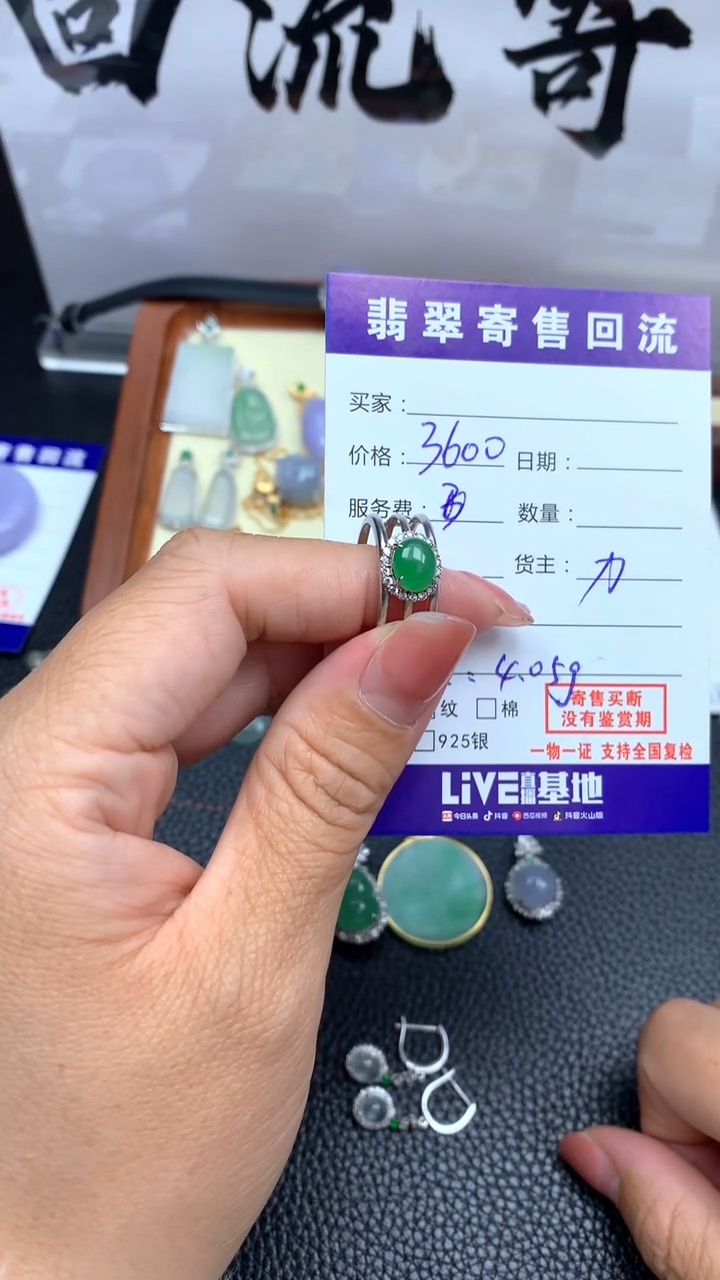 回流哥
翡翠寄售回流
买家：
价格：3600 日期：
服务费： 数量：
货主：力
4.05g
纹 □棉
寄售买断
没有鉴赏期
□925银
一物一证 支持全国复检
LiVE直播基地
今日头条 抖音 西瓜视频 抖音火山版